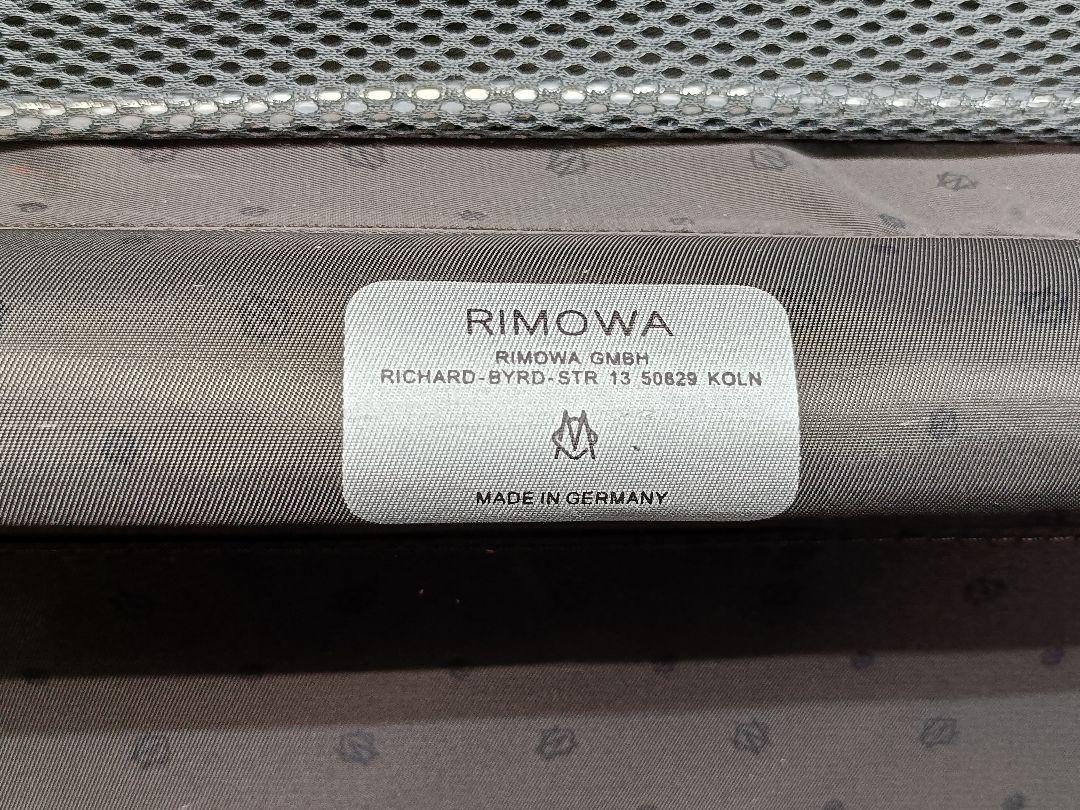 RIMOWA
RIMOWA GMBH
RICHARD-BYRD-STR 13 50829 KOLN
MADE IN GERMANY